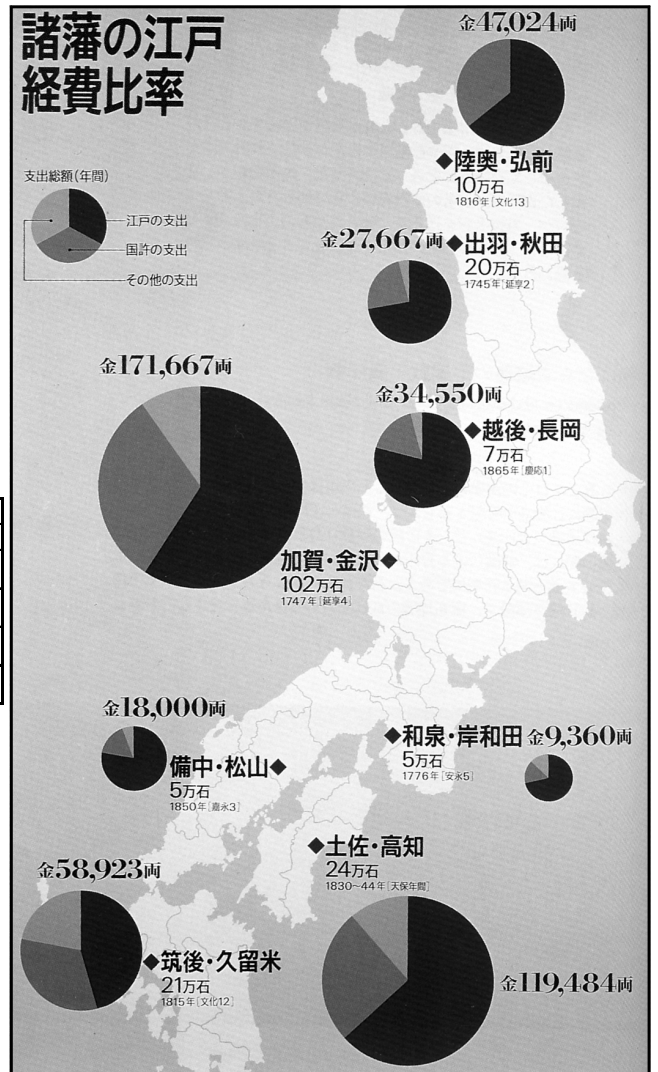 諸藩の江戸
経費比率
支出総額(年間)
江戸の支出
国許の支出
その他の支出
金47,024両
◆陸奥・弘前
10万石
1816年[文化13]
金27,667両
◆出羽・秋田
20万石
1745年[延享2]
金171,667両
加賀・金沢◆
102万石
1747年[延享4]
金34,550両
◆越後・長岡
7万石
1865年[慶応1]
金18,000両
備中・松山◆
5万石
1850年[嘉永3]
◆和泉・岸和田
5万石
1776年[安永5]
金9,360両
◆土佐・高知
24万石
1830〜44年[天保年間]
金119,484両
金58,923両
◆筑後・久留米
21万石
1815年[文化12]